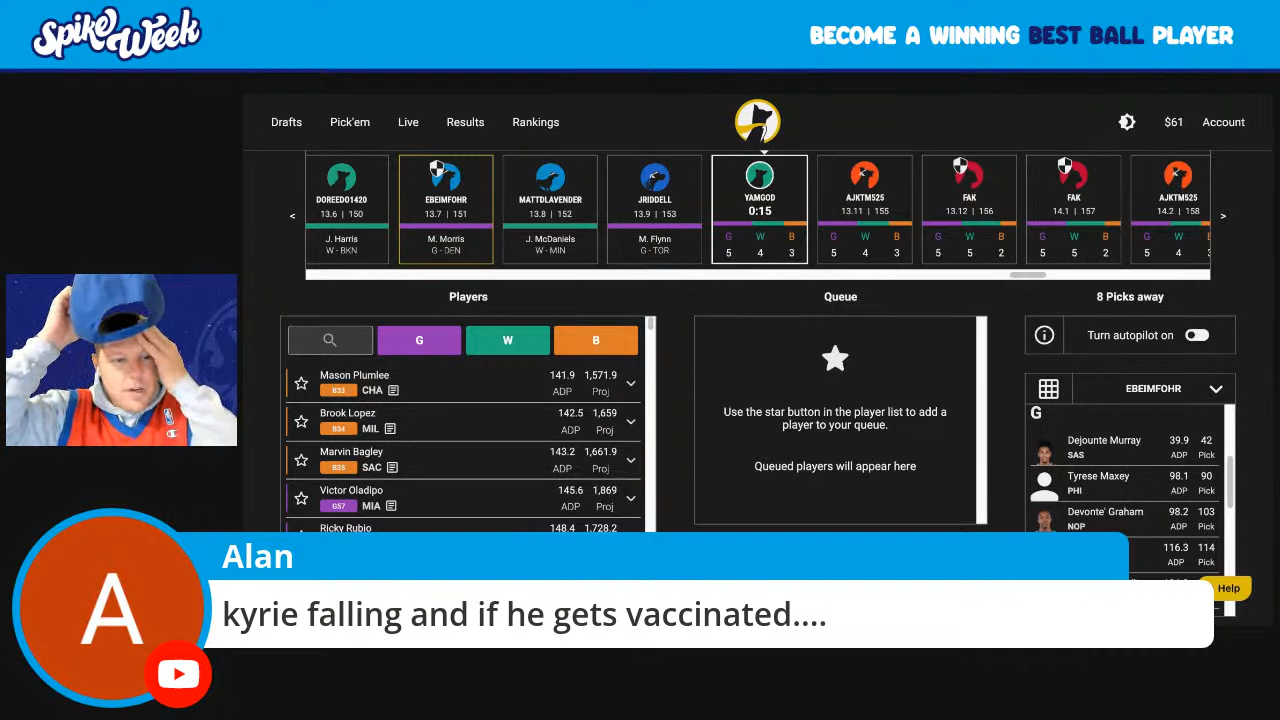 Spike Week
BECOME A WINNING BEST BALL PLAYER
Drafts Pick'em Live Results Rankings $61 Account
DOREEDO1420 EBEIMFOHR MATTDLAVENDER JRIDDELL YAMGOD AJKTM525 FAK FAK AJKTM525
13.6 | 150 13.7 | 151 13.8 | 152 13.9 | 153 0:15 13.11 | 155 13.12 | 156 14.1 | 157 14.2 | 158
< >
J. Harris M. Morris J. McDaniels M. Flynn G W B G W B G W B G W B G W
W - BKN G - DEN W - MIN G - TOR 5 4 3 5 4 3 5 5 2 5 5 2 5 4
Players Queue 8 Picks away
G W B
Turn autopilot on
Mason Plumlee 141.9 1,571.9
B33 CHA ADP Proj
Brook Lopez 142.5 1,659
B34 MIL ADP Proj
Marvin Bagley 143.2 1,661.9
B35 SAC ADP Proj
Victor Oladipo 145.6 1,869
G57 MIA ADP Proj
Ricky Rubio 148.4 1,728.2
Use the star button in the player list to add a
player to your queue.
Queued players will appear here
EBEIMFOHR
G
Dejounte Murray 39.9 42
SAS ADP Pick
Tyrese Maxey 98.1 90
PHI ADP Pick
Devonte' Graham 98.2 103
NOP ADP Pick
116.3 114
ADP Pick
Help
A
Alan
kyrie falling and if he gets vaccinated....